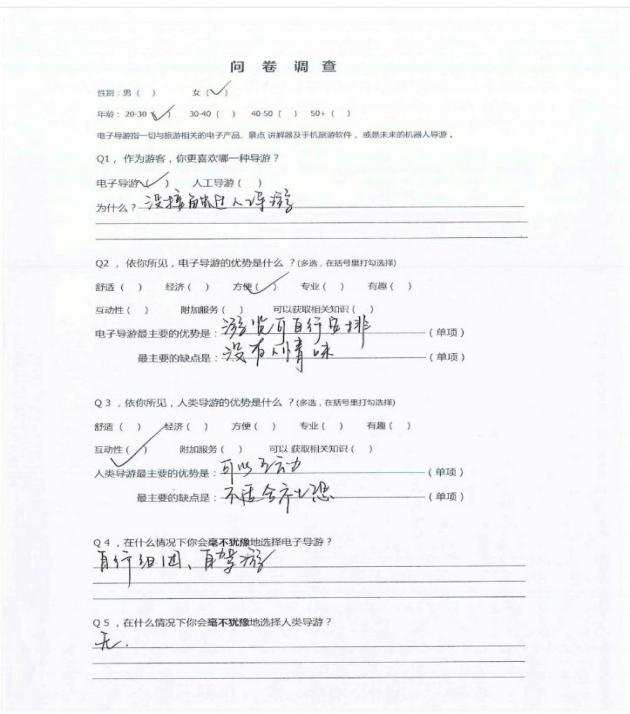 问 卷 调 查
性别：男（ ） 女（✓）
年龄：20-30（✓） 30-40（ ） 40-50（ ） 50+（ ）
电子导游指一切与旅游相关的电子产品，景点 讲解器及手机旅游软件，或是未来的机器人导游。
Q1，作为游客，你更喜欢哪一种导游？
电子导游（✓） 人工导游（ ）
为什么？没接触过人工导游
Q2，依你所见，电子导游的优势是什么 ？(多选，在括号里打勾选择)
舒适（ ） 经济（ ） 方便（✓） 专业（ ） 有趣（ ）
互动性（ ） 附加服务（ ） 可以获取相关知识（ ）
电子导游最主要的优势是：游览可自行安排（单项）
最主要的缺点是：没有人情味（单项）
Q 3 ，依你所见，人类导游的优势是什么 ？(多选，在括号里打勾选择)
舒适（ ） 经济（ ） 方便（ ） 专业（ ） 有趣（ ）
互动性（✓） 附加服务（ ） 可以 获取相关知识（ ）
人类导游最主要的优势是：可以互动（单项）
最主要的缺点是：不适合社恐（单项）
Q 4 ，在什么情况下你会毫不犹豫地选择电子导游？
自行组团、自驾游
Q 5 ，在什么情况下你会毫不犹豫地选择人类导游？
无.